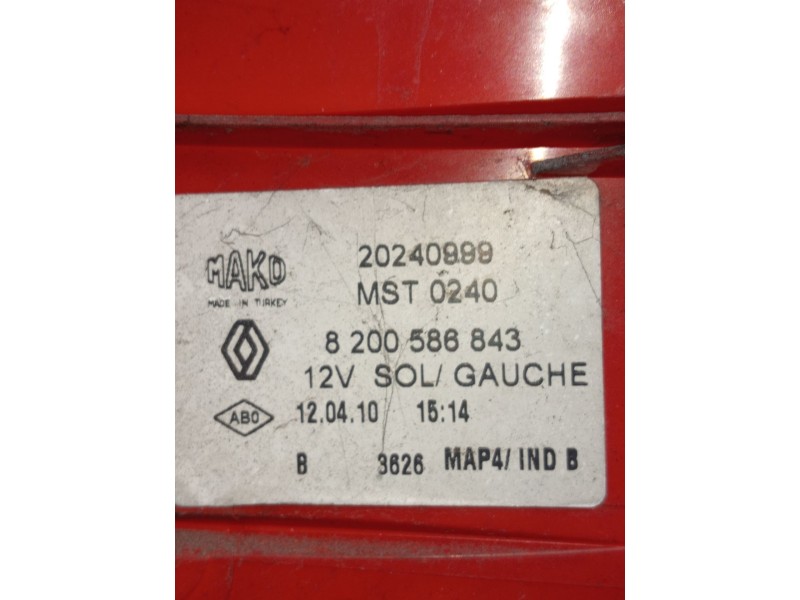 MAKO
MADE IN TURKEY
20240999
MST 0240
8 200 586 843
12V SOL/ GAUCHE
ABO
12.04.10 15:14
B 3626 MAP4/ IND B